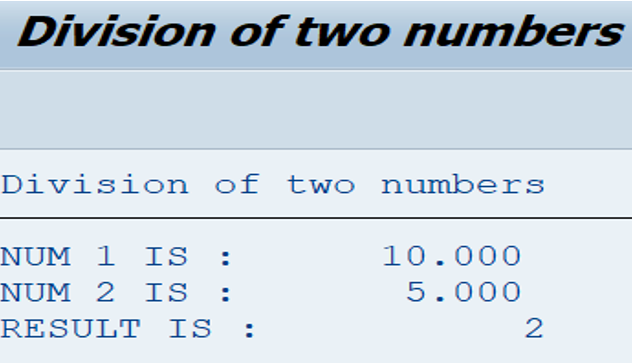 Division of two numbers
Division of two numbers
NUM 1 IS : 10.000
NUM 2 IS : 5.000
RESULT IS : 2